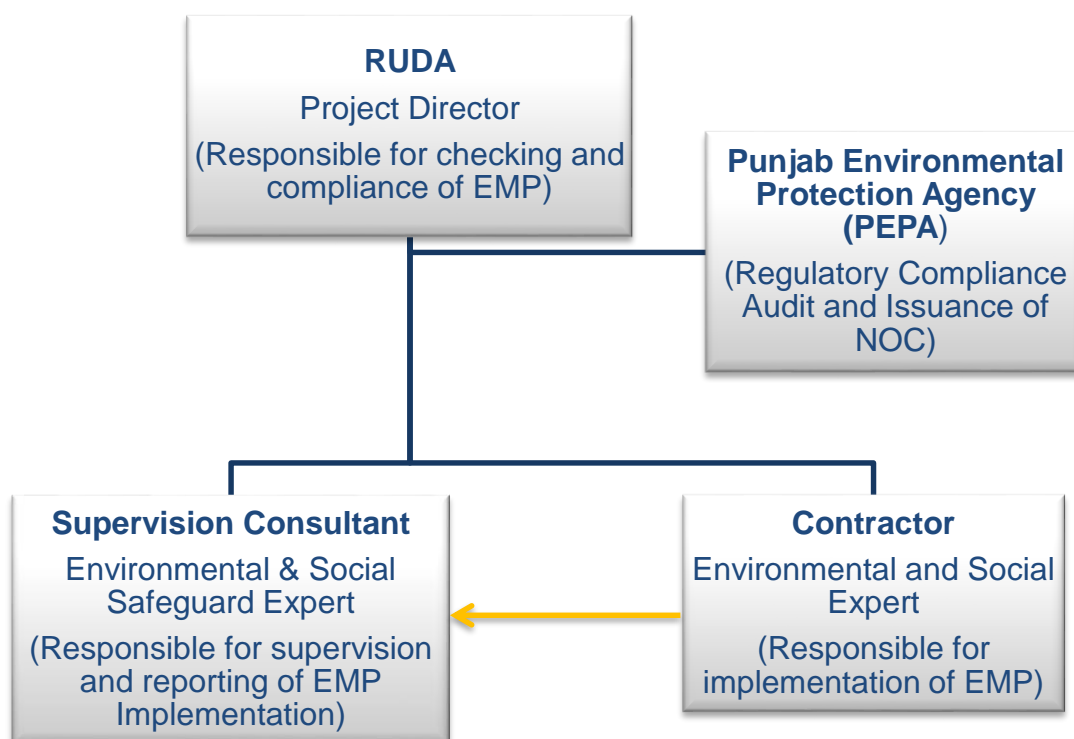 RUDA
Project Director
(Responsible for checking and
compliance of EMP)
Punjab Environmental
Protection Agency
(PEPA)
(Regulatory Compliance
Audit and Issuance of
NOC)
Supervision Consultant
Environmental & Social
Safeguard Expert
(Responsible for supervision
and reporting of EMP
Implementation)
Contractor
Environmental and Social
Expert
(Responsible for
implementation of EMP)